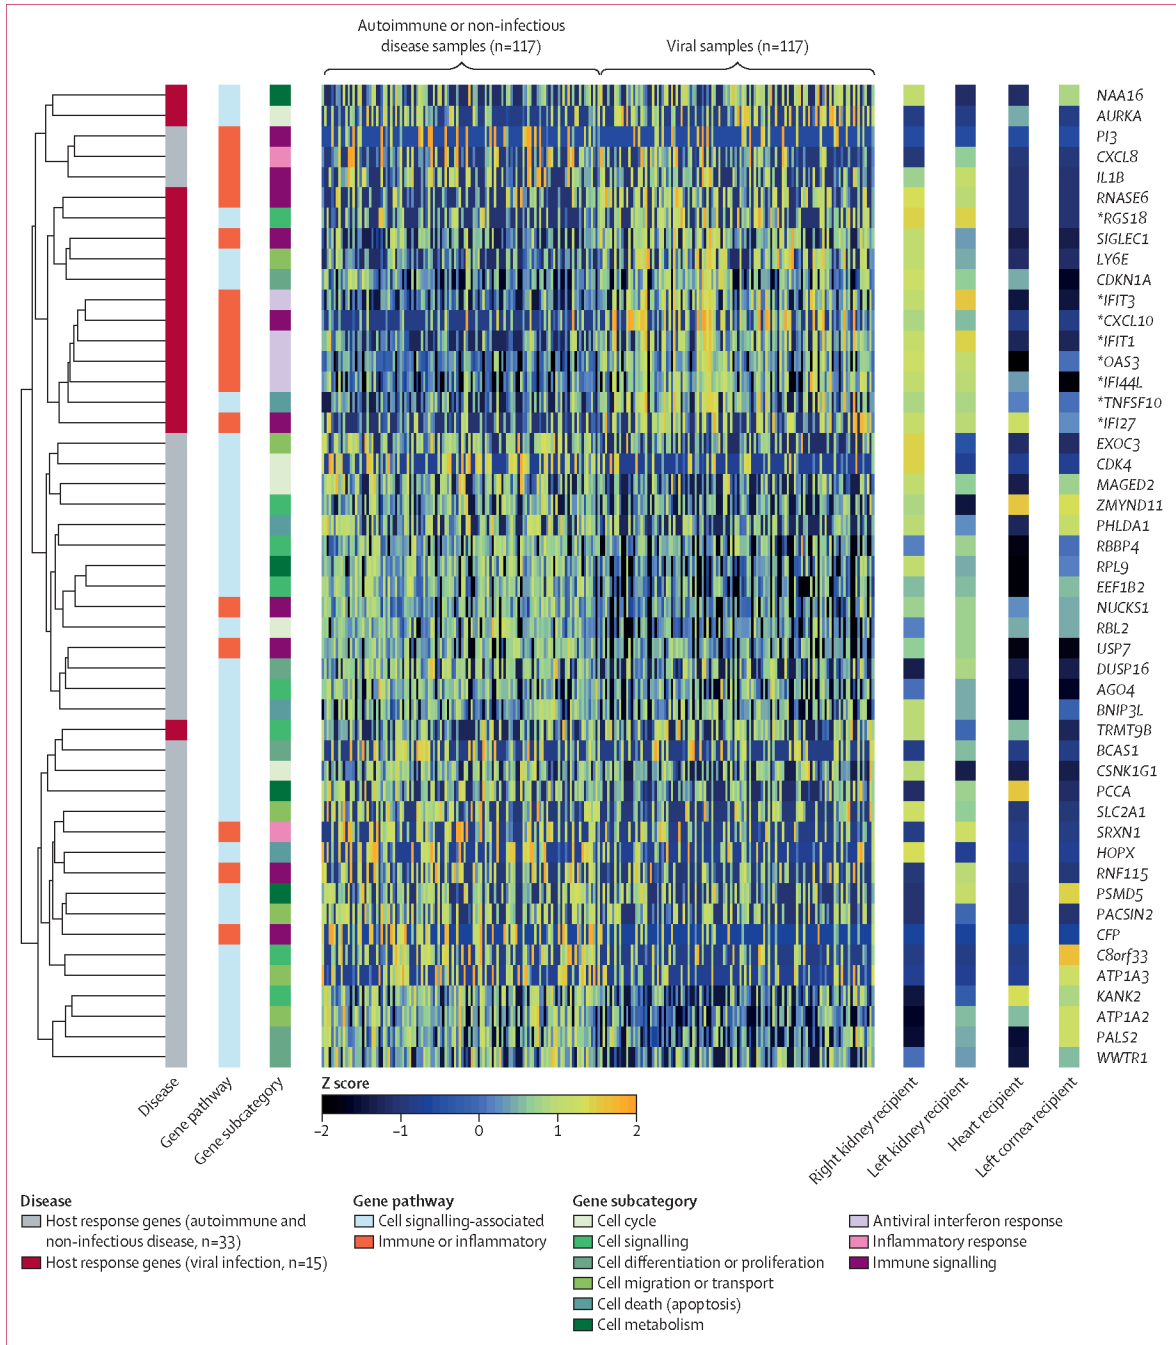 Autoimmune or non-infectious
disease samples (n=117)
Viral samples (n=117)
NAA16
AURKA
PI3
CXCL8
IL1B
RNASE6
*RGS18
SIGLEC1
LY6E
CDKN1A
*IFIT3
*CXCL10
*IFIT1
*OAS3
*IFI44L
*TNFSF10
*IFI27
EXOC3
CDK4
MAGED2
ZMYND11
PHLDA1
RBBP4
RPL9
EEF1B2
NUCKS1
RBL2
USP7
DUSP16
AGO4
BNIP3L
TRMT9B
BCAS1
CSNK1G1
PCCA
SLC2A1
SRXN1
HOPX
RNF115
PSMD5
PACSIN2
CFP
C8orf33
ATP1A3
KANK2
ATP1A2
PALS2
WWTR1
Disease
Gene pathway
Gene subcategory
Z score
–2
–1
0
1
2
Right kidney recipient
Left kidney recipient
Heart recipient
Left cornea recipient
Disease
Host response genes (autoimmune and
non-infectious disease, n=33)
Host response genes (viral infection, n=15)
Gene pathway
Cell signalling-associated
Immune or inflammatory
Gene subcategory
Cell cycle
Cell signalling
Cell differentiation or proliferation
Cell migration or transport
Cell death (apoptosis)
Cell metabolism
Antiviral interferon response
Inflammatory response
Immune signalling